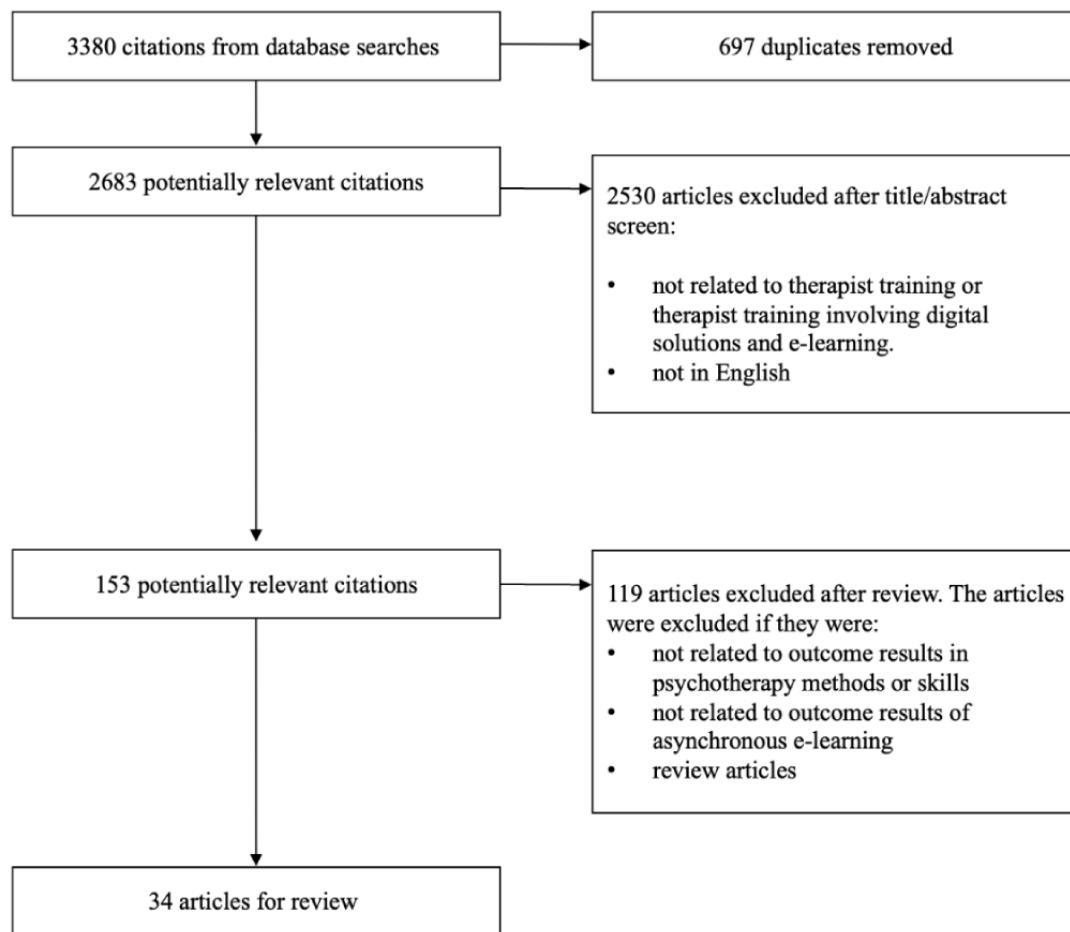 3380 citations from database searches
697 duplicates removed
2683 potentially relevant citations
2530 articles excluded after title/abstract
screen:
• not related to therapist training or
therapist training involving digital
solutions and e-learning.
• not in English
153 potentially relevant citations
119 articles excluded after review. The articles
were excluded if they were:
• not related to outcome results in
psychotherapy methods or skills
• not related to outcome results of
asynchronous e-learning
• review articles
34 articles for review